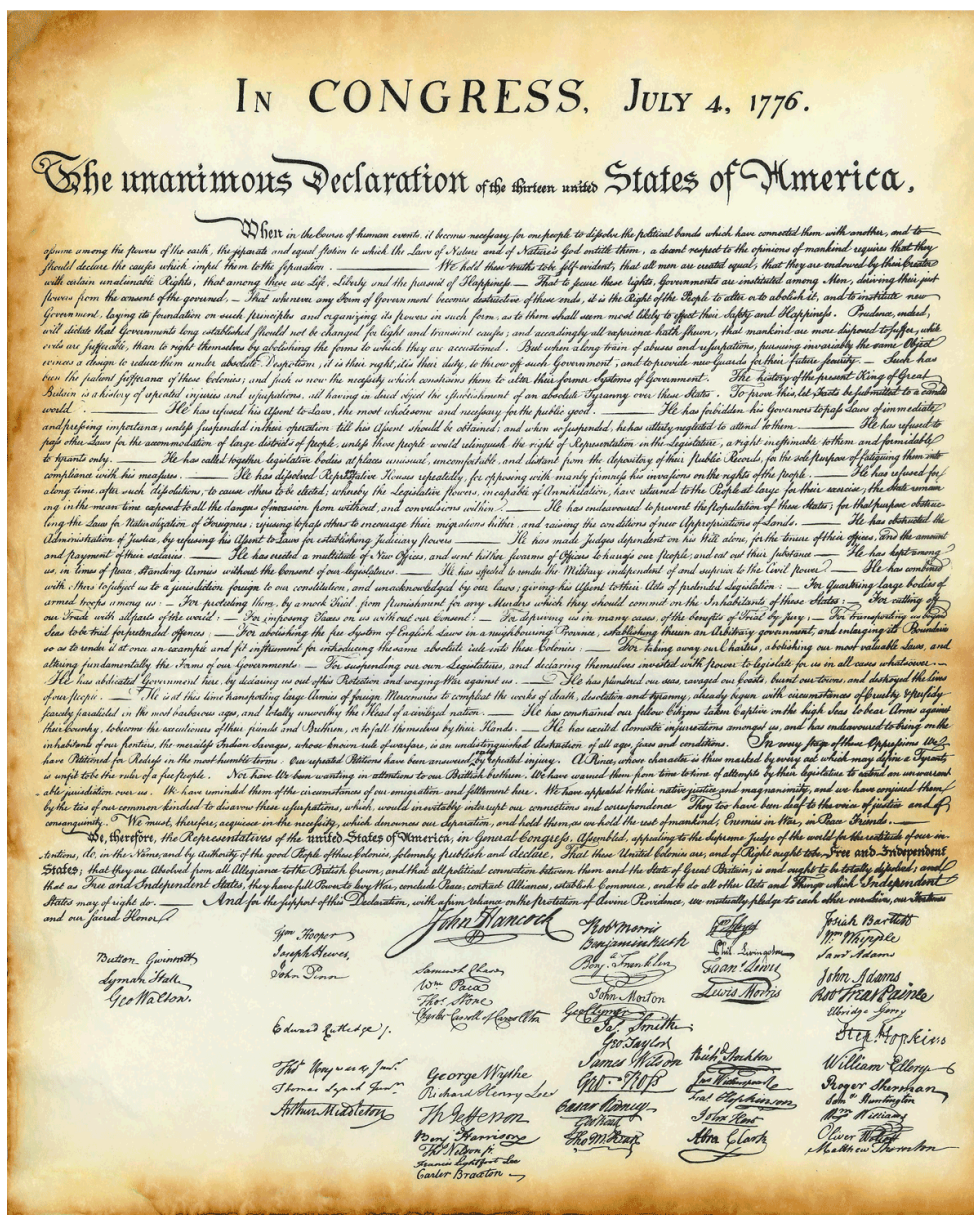 IN CONGRESS, JULY 4, 1776.
The unanimous Declaration of the thirteen united States of America,
When in the Course of human events, it becomes necessary for one people to dissolve the political bands which have connected them with another, and to
assume among the powers of the earth, the separate and equal station to which the Laws of Nature and of Nature's God entitle them, a decent respect to the opinions of mankind requires that they
should declare the causes which impel them to the separation. — We hold these truths to be self-evident, that all men are created equal, that they are endowed by their Creator
with certain unalienable Rights, that among these are Life, Liberty and the pursuit of Happiness — That to secure these rights, Governments are instituted among Men, deriving their just
powers from the consent of the governed, — That whenever any Form of Government becomes destructive of these ends, it is the Right of the People to alter or to abolish it, and to institute new
Government, laying its foundation on such principles and organizing its powers in such form, as to them shall seem most likely to effect their Safety and Happiness. Prudence, indeed,
will dictate that Governments long established should not be changed for light and transient causes; and accordingly all experience hath shewn, that mankind are more disposed to suffer, while
evils are sufferable, than to right themselves by abolishing the forms to which they are accustomed. But when a long train of abuses and usurpations, pursuing invariably the same Object
evinces a design to reduce them under absolute Despotism, it is their right, it is their duty, to throw off such Government, and to provide new Guards for their future security. — Such has
been the patient sufferance of these Colonies; and such is now the necessity which constrains them to alter their former Systems of Government. The history of the present King of Great
Britain is a history of repeated injuries and usurpations, all having in direct object the establishment of an absolute Tyranny over these States. To prove this, let Facts be submitted to a candid
world. — He has refused his Assent to Laws, the most wholesome and necessary for the public good. — He has forbidden his Governors to pass Laws of immediate
and pressing importance, unless suspended in their operation till his Assent should be obtained; and when so suspended, he has utterly neglected to attend to them. — He has refused to
pass other Laws for the accommodation of large districts of people, unless those people would relinquish the right of Representation in the Legislature, a right inestimable to them and formidable
to tyrants only. — He has called together legislative bodies at places unusual, uncomfortable, and distant from the depository of their public Records, for the sole purpose of fatiguing them into
compliance with his measures. — He has dissolved Representative Houses repeatedly, for opposing with manly firmness his invasions on the rights of the people. — He has refused for
a long time, after such dissolutions, to cause others to be elected; whereby the Legislative powers, incapable of Annihilation, have returned to the People at large for their exercise; the State remain
ing in the mean time exposed to all the dangers of invasion from without, and convulsions within. — He has endeavoured to prevent the population of these States; for that purpose obstruc-
ting the Laws for Naturalization of Foreigners; refusing to pass others to encourage their migrations hither, and raising the conditions of new Appropriations of Lands. — He has obstructed the
Administration of Justice, by refusing his Assent to Laws for establishing Judiciary powers — He has made Judges dependent on his Will alone, for the tenure of their offices, and the amount
and payment of their salaries. — He has erected a multitude of New Offices, and sent hither swarms of Officers to harrass our people, and eat out their substance — He has kept among
us, in times of peace, Standing Armies without the Consent of our legislatures. — He has affected to render the Military independent of and superior to the Civil power — He has combined
with others to subject us to a jurisdiction foreign to our constitution, and unacknowledged by our laws; giving his Assent to their Acts of pretended Legislation: — For Quartering large bodies of
armed troops among us: — For protecting them, by a mock Trial, from punishment for any Murders which they should commit on the Inhabitants of these States: — For cutting off
our Trade with all parts of the world: — For imposing Taxes on us without our Consent: — For depriving us in many cases, of the benefits of Trial by jury; — For transporting us beyond
Seas to be tried for pretended offences: — For abolishing the free System of English Laws in a neighbouring Province, establishing therein an Arbitrary government, and enlarging its Boundaries
so as to render it at once an example and fit instrument for introducing the same absolute rule into these Colonies: — For taking away our Charters, abolishing our most valuable Laws, and
altering fundamentally the Forms of our Governments: — For suspending our own Legislatures, and declaring themselves invested with power to legislate for us in all cases whatsoever. —
He has abdicated Government here, by declaring us out of his Protection and waging War against us. — He has plundered our seas, ravaged our Coasts, burnt our towns, and destroyed the lives
of our people. — He is at this time transporting large Armies of foreign Mercenaries to compleat the works of death, desolation and tyranny, already begun with circumstances of Cruelty & perfidy
scarcely paralleled in the most barbarous ages, and totally unworthy the Head of a civilized nation. — He has constrained our fellow Citizens taken Captive on the high Seas to bear Arms against
their Country, to become the executioners of their friends and Brethren, or to fall themselves by their Hands. — He has excited domestic insurrections amongst us, and has endeavoured to bring on the
inhabitants of our frontiers, the merciless Indian Savages, whose known rule of warfare, is an undistinguished destruction of all ages, sexes and conditions. In every stage of these Oppressions We
have Petitioned for Redress in the most humble terms: Our repeated Petitions have been answered only by repeated injury. A Prince, whose character is thus marked by every act which may define a Tyrant,
is unfit to be the ruler of a free people. Nor have We been wanting in attentions to our Brittish brethren. We have warned them from time to time of attempts by their legislature to extend an unwarrant
able jurisdiction over us. We have reminded them of the circumstances of our emigration and settlement here. We have appealed to their native justice and magnanimity, and we have conjured them
by the ties of our common kindred to disavow these usurpations, which, would inevitably interrupt our connections and correspondence They too have been deaf to the voice of justice and of
consanguinity. We must, therefore, acquiesce in the necessity, which denounces our Separation, and hold them, as we hold the rest of mankind, Enemies in War, in Peace Friends. —
We, therefore, the Representatives of the united States of America, in General Congress, Assembled, appealing to the Supreme Judge of the world for the rectitude of our in-
tentions, do, in the Name, and by Authority of the good People of these Colonies, solemnly publish and declare, That these United Colonies are, and of Right ought to be Free and Independent
States; that they are Absolved from all Allegiance to the British Crown, and that all political connection between them and the State of Great Britain, is and ought to be totally dissolved; and
that as Free and Independent States, they have full Power to levy War, conclude Peace, contract Alliances, establish Commerce, and to do all other Acts and Things which Independent
States may of right do. — And for the support of this Declaration, with a firm reliance on the Protection of divine Providence, we mutually pledge to each other our Lives, our Fortunes
and our sacred Honor.
John Hancock
Button Gwinnett
Lyman Hall
Geo Walton.
Wm Hooper
Joseph Hewes,
John Penn
Edward Rutledge /.
Thos Heyward Junr.
Thomas Lynch Junr.
Arthur Middleton
Samuel Chase
Wm Paca
Thos Stone
Charles Carroll of Carrollton
George Wythe
Richard Henry Lee
Th Jefferson
Benj Harrison
Thos Nelson jr.
Francis Lightfoot Lee
Carter Braxton
Robt Morris
Benjamin Rush
Benja Franklin
John Morton
Geo Clymer
Jas Smith
Geo. Taylor
James Wilson
Geo. Ross
Caesar Rodney
Geo Read
Tho M:Kean
Wm Floyd
Phil. Livingston
Frans Lewis
Lewis Morris
Richd Stockton
Jno Witherspoon
Fras Hopkinson
John Hart
Abra Clark
Josiah Bartlett
Wm Whipple
Saml Adams
John Adams
Robt Treat Paine
Elbridge Gerry
Step Hopkins
William Ellery
Roger Sherman
Saml Huntington
Wm Williams
Oliver Wolcott
Matthew Thornton